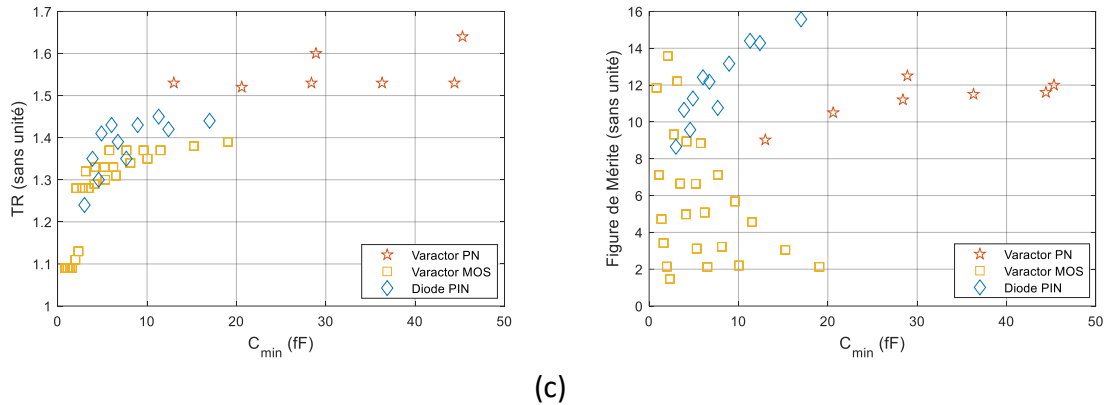 1.7
1.6
1.5
1.4
1.3
1.2
1.1
1
TR (sans unité)
0 10 20 30 40 50
C_min (fF)
Varactor PN
Varactor MOS
Diode PIN
16
14
12
10
8
6
4
2
0
Figure de Mérite (sans unité)
0 10 20 30 40 50
C_min (fF)
Varactor PN
Varactor MOS
Diode PIN
(c)